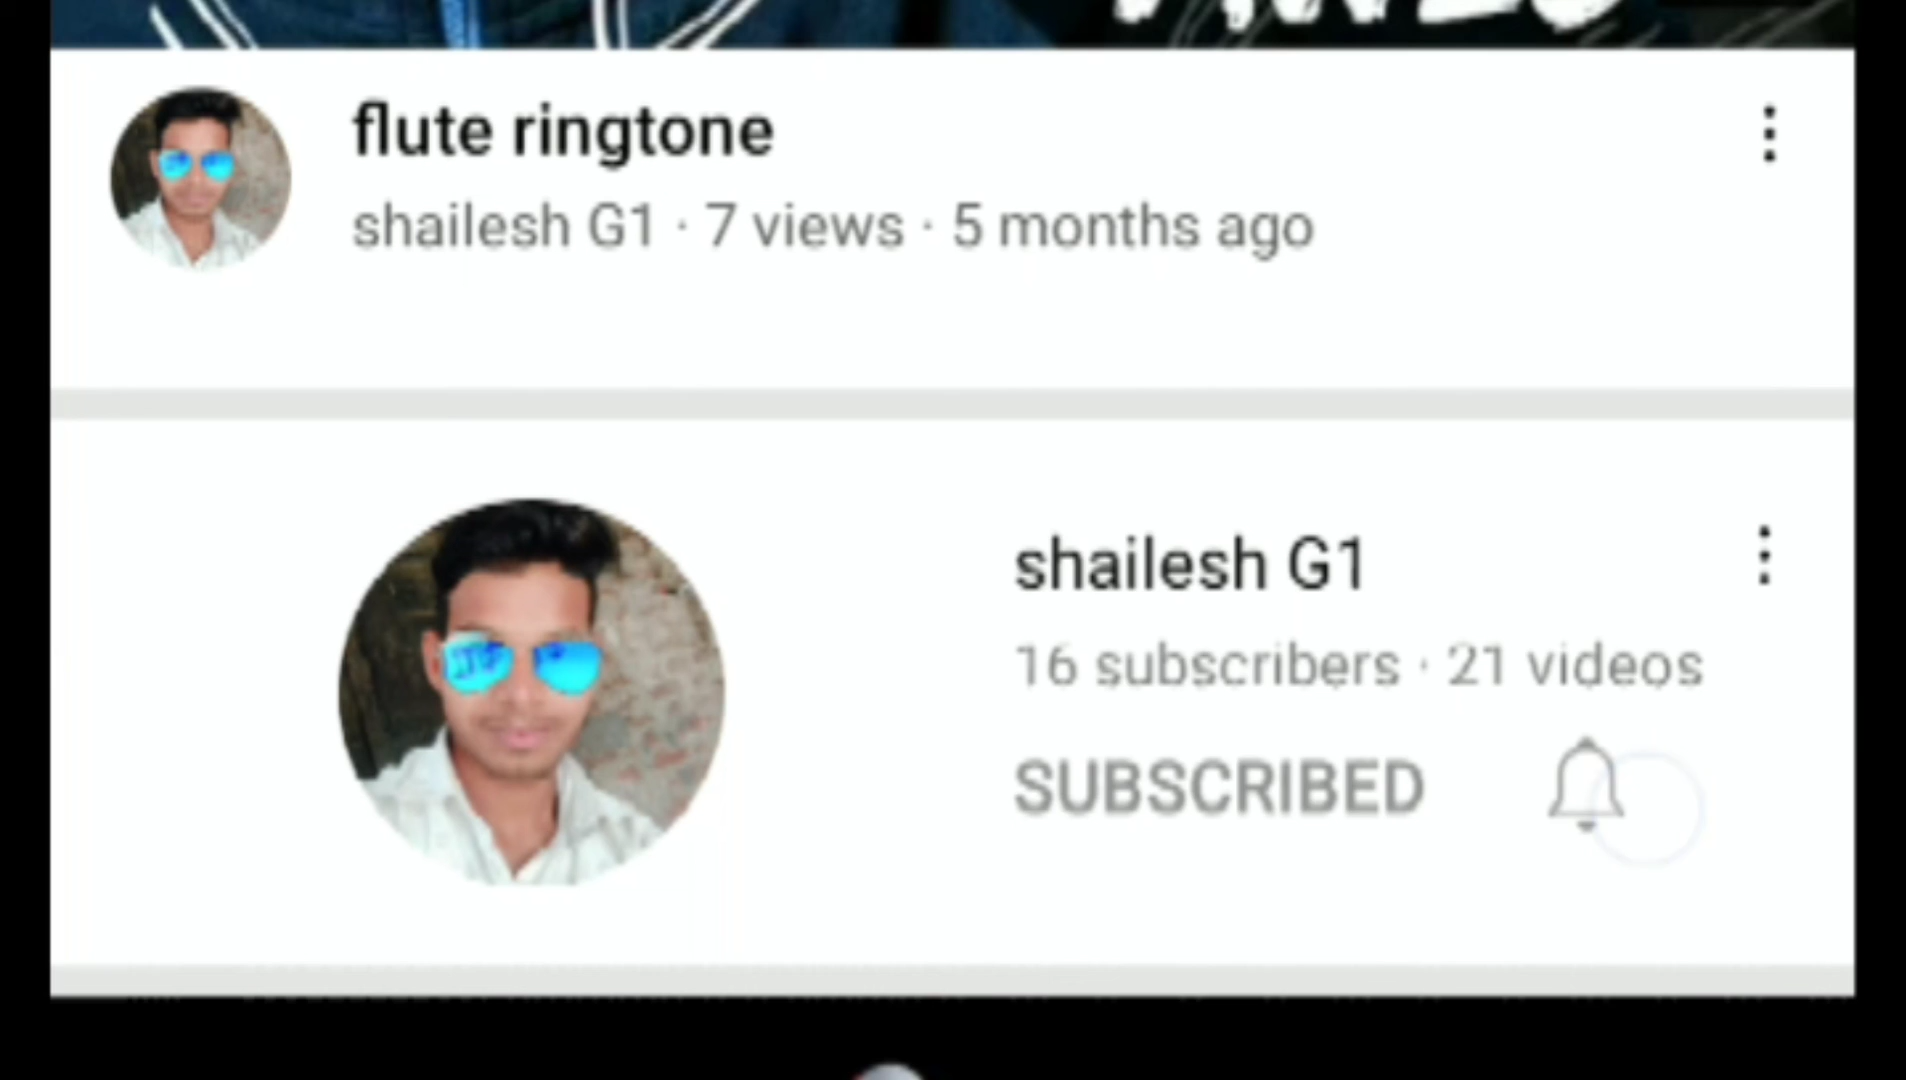 flute ringtone
shailesh G1 · 7 views · 5 months ago
shailesh G1
16 subscribers · 21 videos
SUBSCRIBED